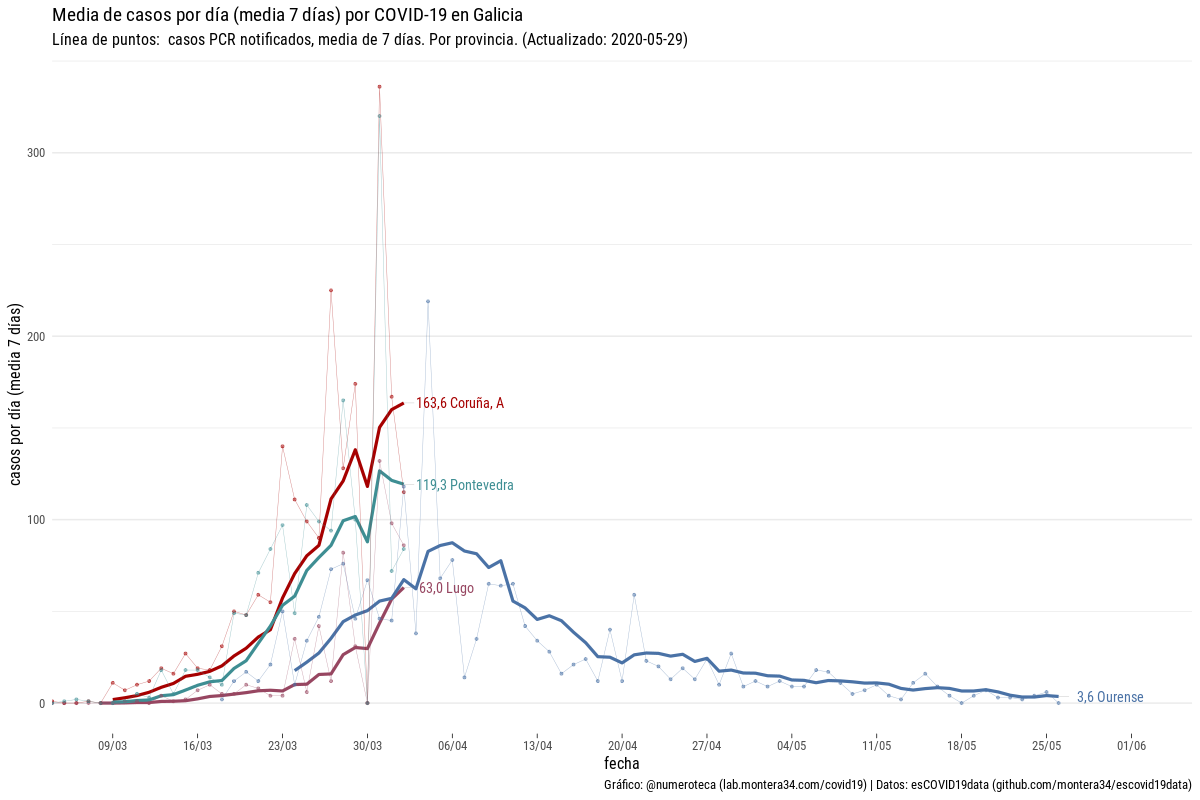 Media de casos por día (media 7 días) por COVID-19 en Galicia
Línea de puntos:  casos PCR notificados, media de 7 días. Por provincia. (Actualizado: 2020-05-29)
casos por día (media 7 días)
300
200
100
0
163,6 Coruña, A
119,3 Pontevedra
63,0 Lugo
3,6 Ourense
09/03 16/03 23/03 30/03 06/04 13/04 20/04 27/04 04/05 11/05 18/05 25/05 01/06
fecha
Gráfico: @numeroteca (lab.montera34.com/covid19) | Datos: esCOVID19data (github.com/montera34/escovid19data)